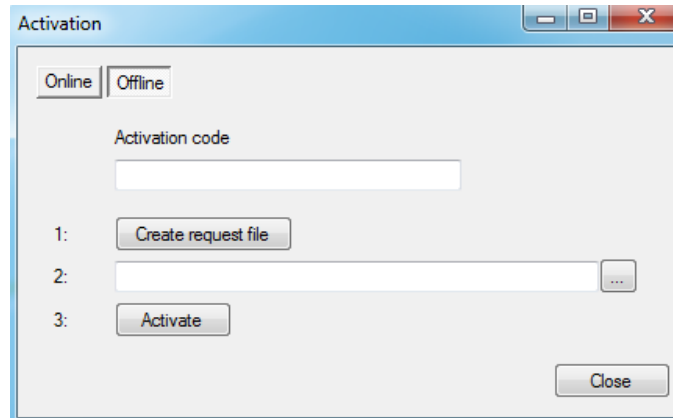 Activation
Online Offline
Activation code
1: Create request file
2: ...
3: Activate
Close